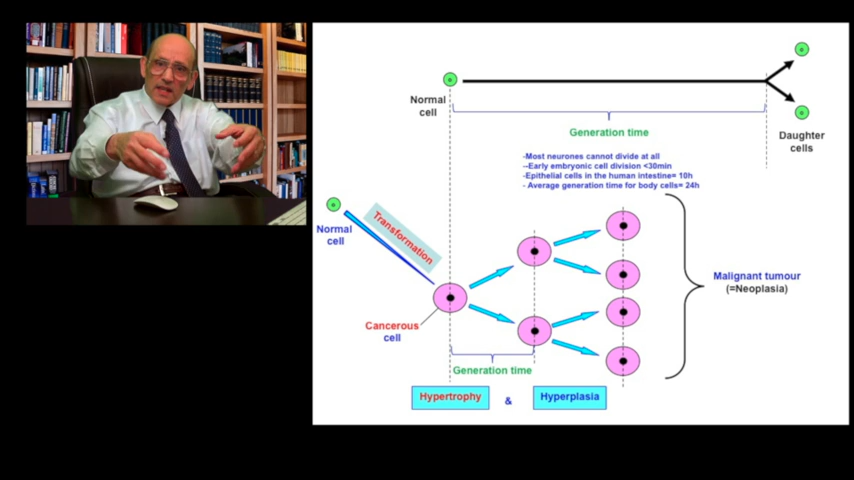 Normal
cell
Generation time
Daughter
cells
-Most neurones cannot divide at all
--Early embryonic cell division <30min
-Epithelial cells in the human intestine= 10h
- Average generation time for body cells= 24h
Normal
cell
Transformation
Cancerous
cell
Generation time
Malignant tumour
(=Neoplasia)
Hypertrophy
&
Hyperplasia